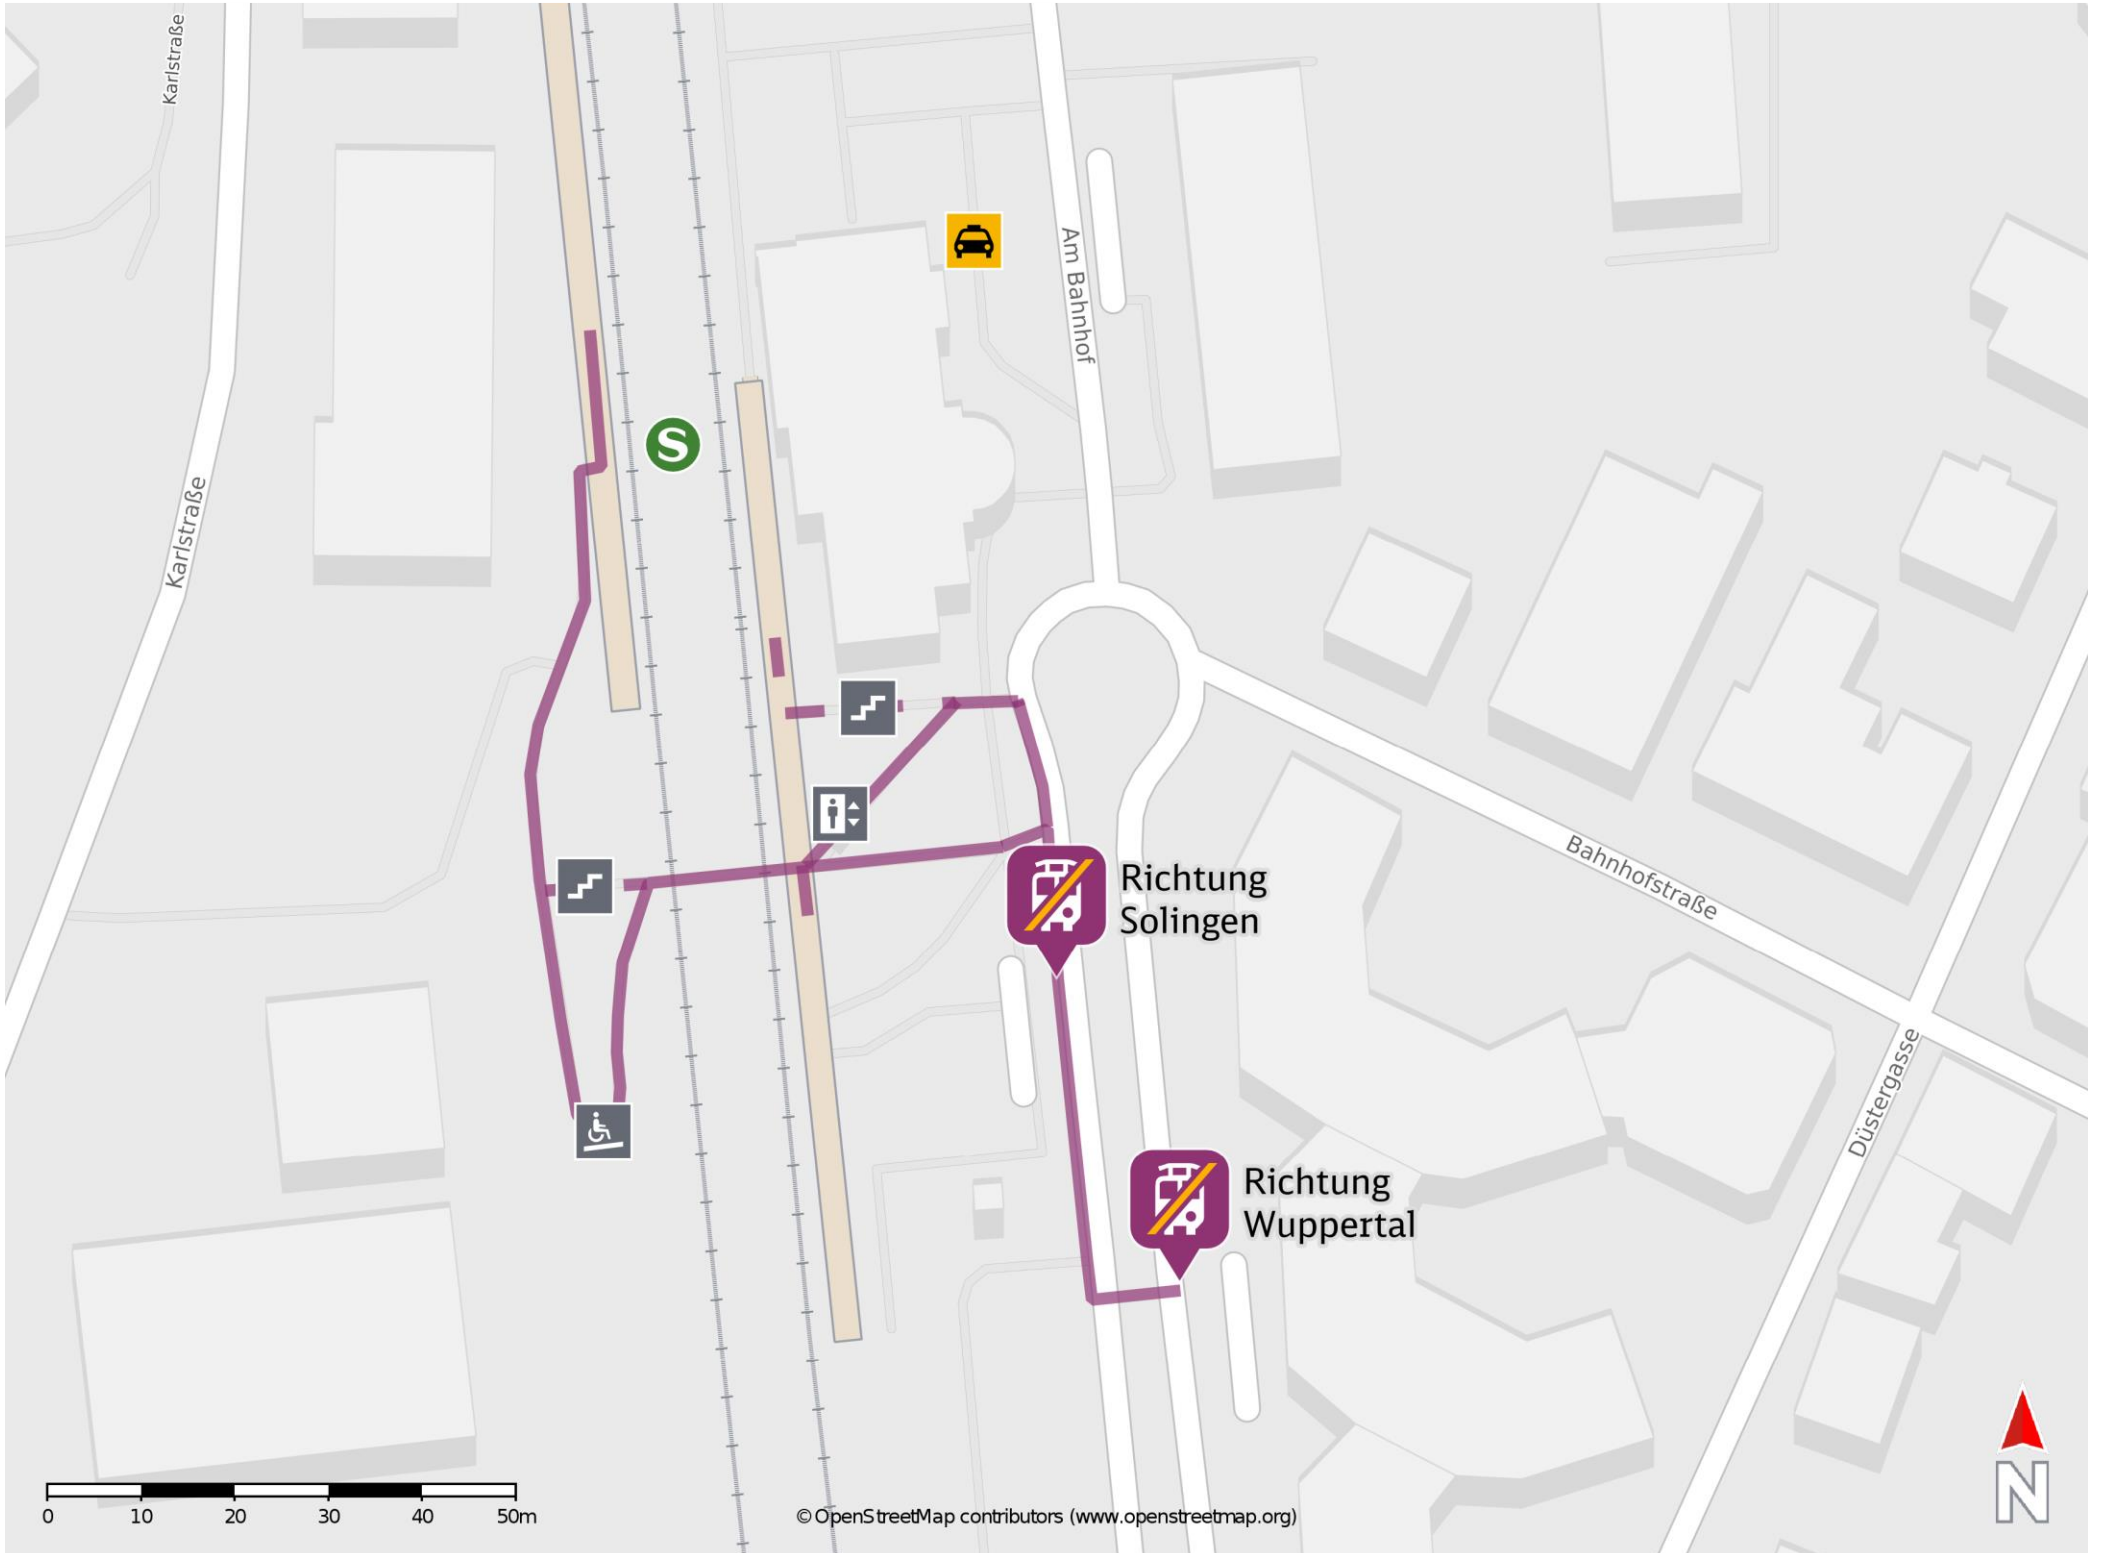 Karlstraße
Am Bahnhof
S
Karlstraße
Richtung
Solingen
Bahnhofstraße
Düstergasse
Richtung
Wuppertal
N
0 10 20 30 40 50m
© OpenStreetMap contributors (www.openstreetmap.org)